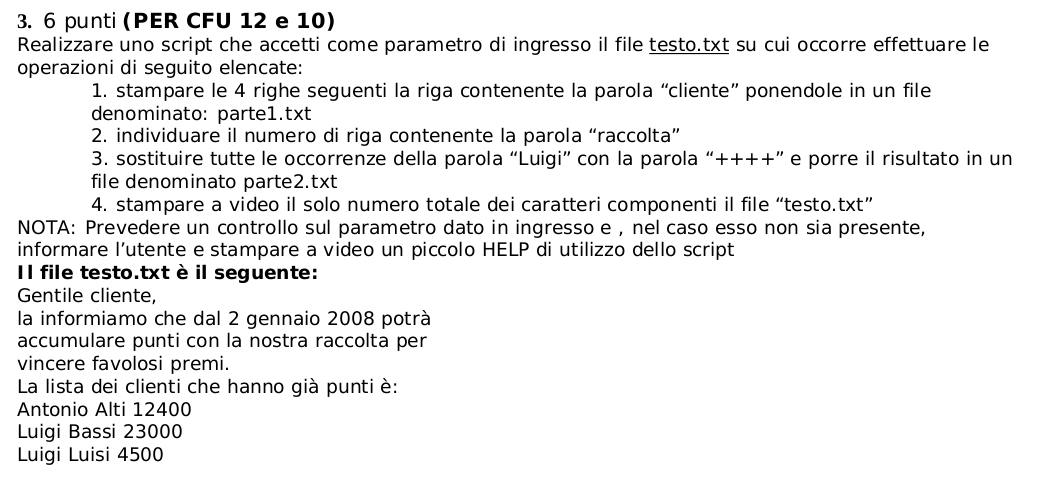 3. 6 punti (PER CFU 12 e 10)
Realizzare uno script che accetti come parametro di ingresso il file testo.txt su cui occorre effettuare le
operazioni di seguito elencate:
1. stampare le 4 righe seguenti la riga contenente la parola “cliente” ponendole in un file
denominato: parte1.txt
2. individuare il numero di riga contenente la parola “raccolta”
3. sostituire tutte le occorrenze della parola “Luigi” con la parola “++++” e porre il risultato in un
file denominato parte2.txt
4. stampare a video il solo numero totale dei caratteri componenti il file “testo.txt”
NOTA: Prevedere un controllo sul parametro dato in ingresso e , nel caso esso non sia presente,
informare l’utente e stampare a video un piccolo HELP di utilizzo dello script
Il file testo.txt è il seguente:
Gentile cliente,
la informiamo che dal 2 gennaio 2008 potrà
accumulare punti con la nostra raccolta per
vincere favolosi premi.
La lista dei clienti che hanno già punti è:
Antonio Alti 12400
Luigi Bassi 23000
Luigi Luisi 4500